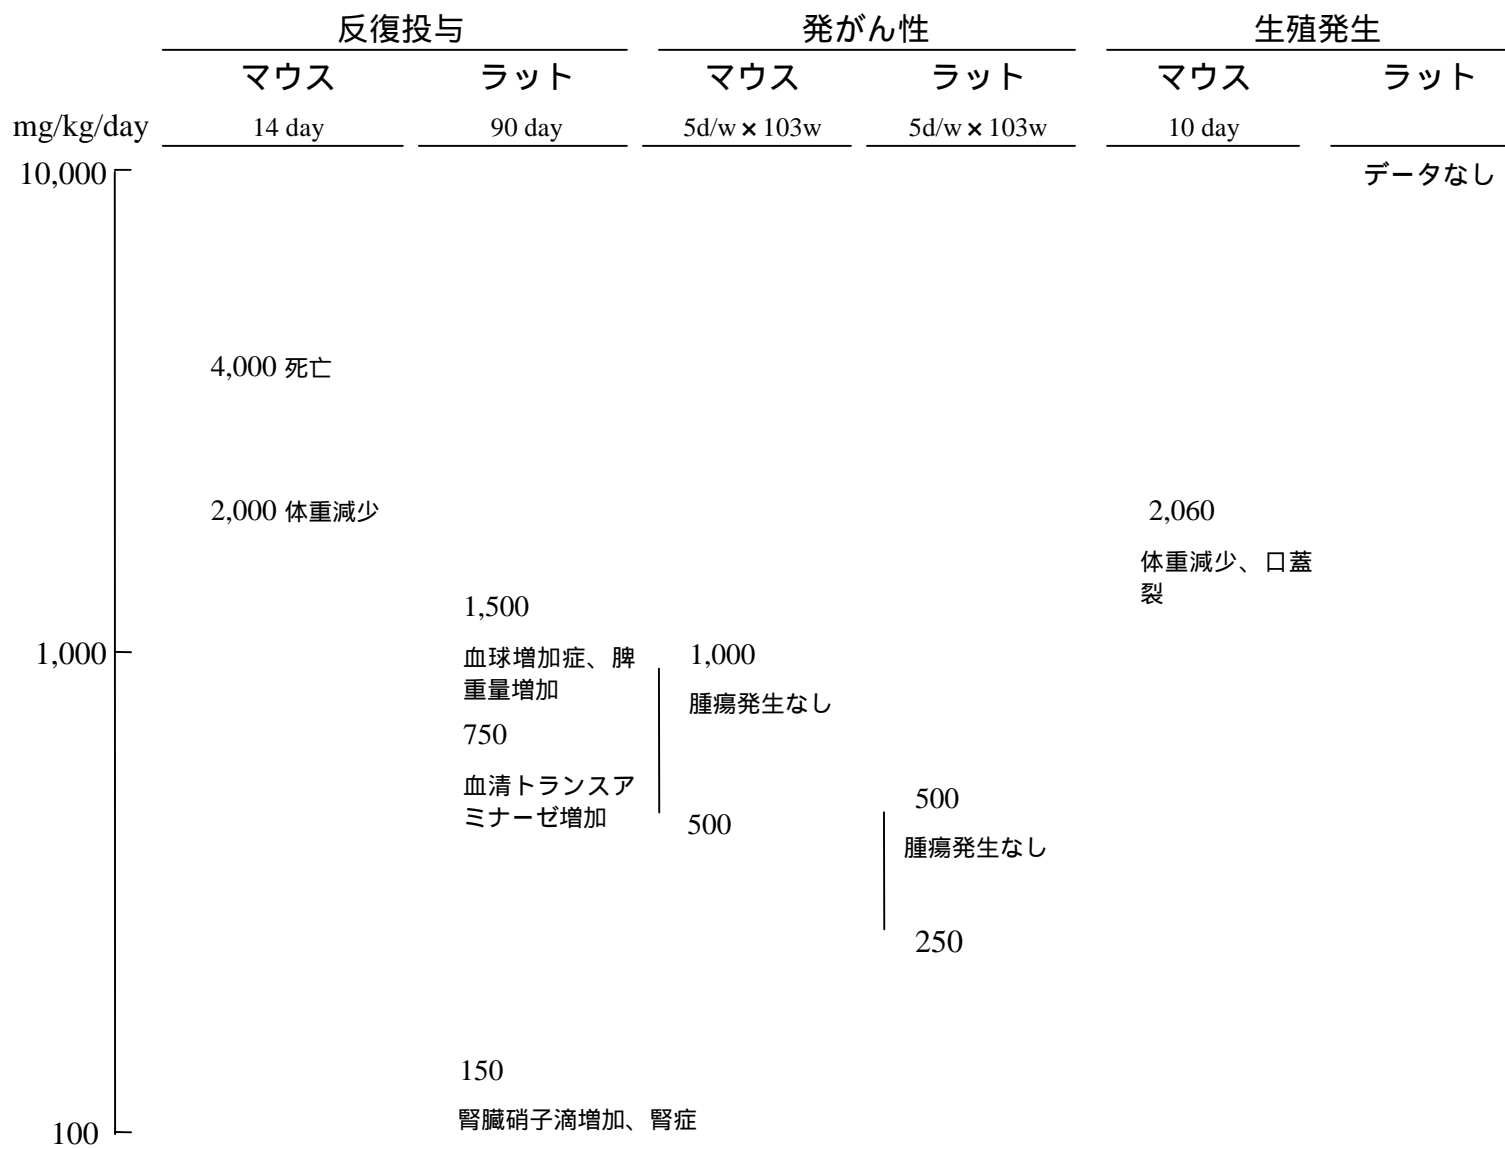 反復投与 発がん性 生殖発生
マウス ラット マウス ラット マウス ラット
mg/kg/day 14 day 90 day 5d/w×103w 5d/w×103w 10 day
10,000 データなし
4,000 死亡
2,000 体重減少 2,060
体重減少、口蓋
裂
1,500
1,000 血球増加症、脾 1,000
重量増加 腫瘍発生なし
750
血清トランスア 500
ミナーゼ増加 500
腫瘍発生なし
250
150
腎臓硝子滴増加、腎症
100